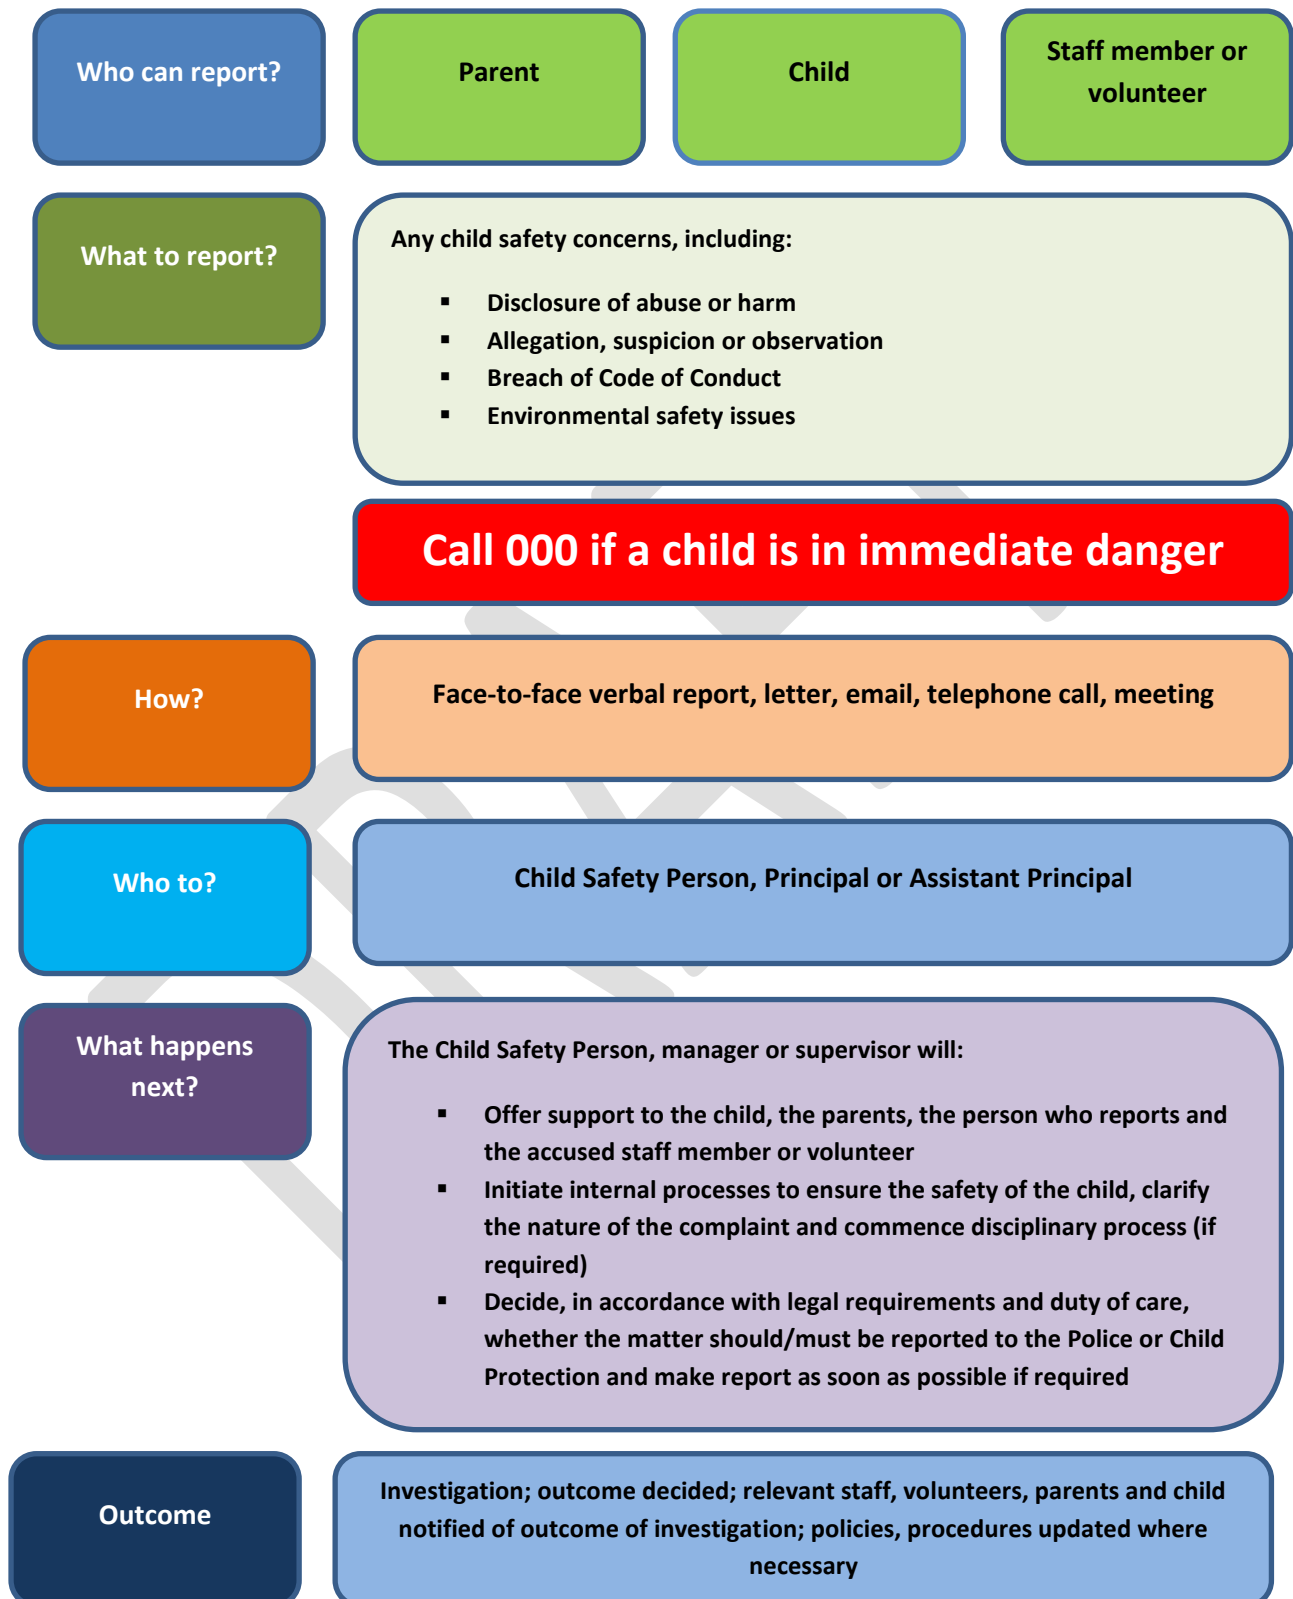 Who can report?
Parent
Child
Staff member or
volunteer
What to report?
Any child safety concerns, including:
▪ Disclosure of abuse or harm
▪ Allegation, suspicion or observation
▪ Breach of Code of Conduct
▪ Environmental safety issues
Call 000 if a child is in immediate danger
How?
Face-to-face verbal report, letter, email, telephone call, meeting
Who to?
Child Safety Person, Principal or Assistant Principal
What happens
next?
The Child Safety Person, manager or supervisor will:
▪ Offer support to the child, the parents, the person who reports and
the accused staff member or volunteer
▪ Initiate internal processes to ensure the safety of the child, clarify
the nature of the complaint and commence disciplinary process (if
required)
▪ Decide, in accordance with legal requirements and duty of care,
whether the matter should/must be reported to the Police or Child
Protection and make report as soon as possible if required
Outcome
Investigation; outcome decided; relevant staff, volunteers, parents and child
notified of outcome of investigation; policies, procedures updated where
necessary
DRAFT